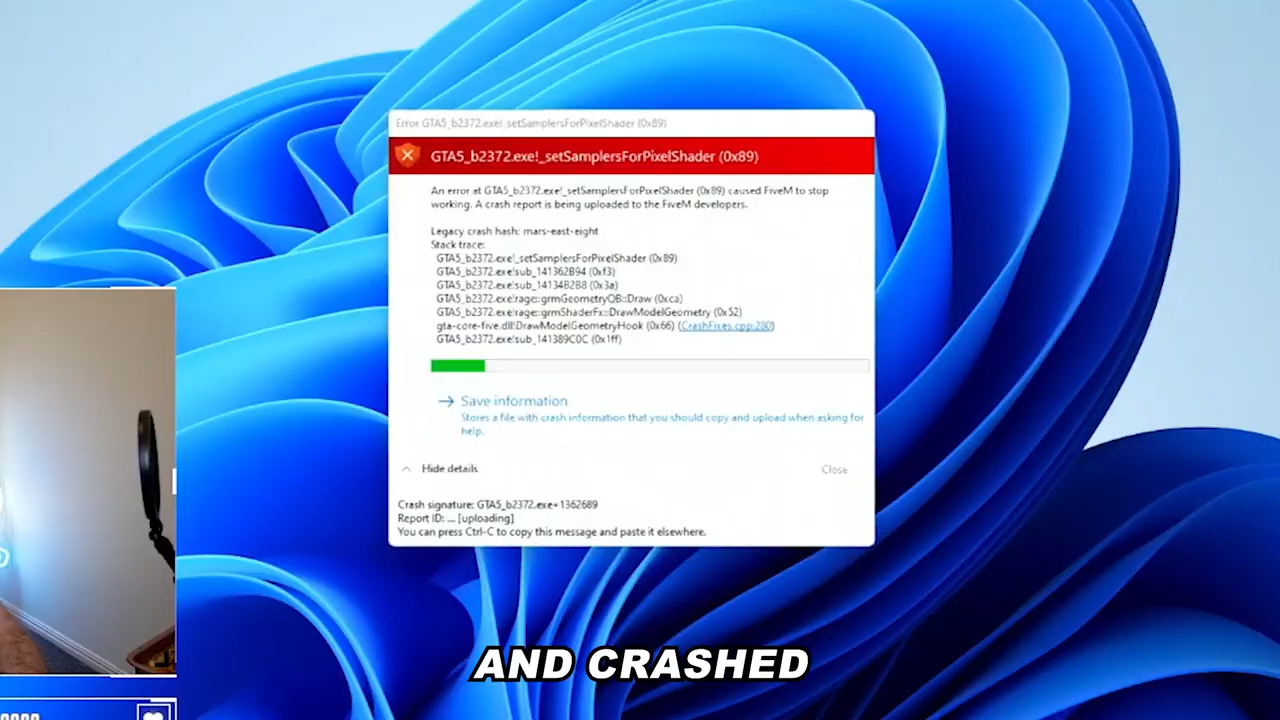 Error GTA5_b2372.exe!_setSamplersForPixelShader (0x89)
GTA5_b2372.exe!_setSamplersForPixelShader (0x89)
An error at GTA5_b2372.exe!_setSamplersForPixelShader (0x89) caused FiveM to stop
working. A crash report is being uploaded to the FiveM developers.
Legacy crash hash: mars-east-eight
Stack trace:
GTA5_b2372.exe!_setSamplersForPixelShader (0x89)
GTA5_b2372.exe!sub_141362B94 (0xf3)
GTA5_b2372.exe!sub_14134B2B8 (0x3a)
GTA5_b2372.exe!rage::grmGeometryQB::Draw (0xca)
GTA5_b2372.exe!rage::grmShaderFx::DrawModelGeometry (0x52)
gta-core-five.dll!DrawModelGeometryHook (0x66) (CrashFixes.cpp:280)
GTA5_b2372.exe!sub_141389C0C (0x1ff)
Save information
Stores a file with crash information that you should copy and upload when asking for
help.
Hide details
Close
Crash signature: GTA5_b2372.exe+1362689
Report ID: ... [uploading]
You can press Ctrl-C to copy this message and paste it elsewhere.
AND CRASHED